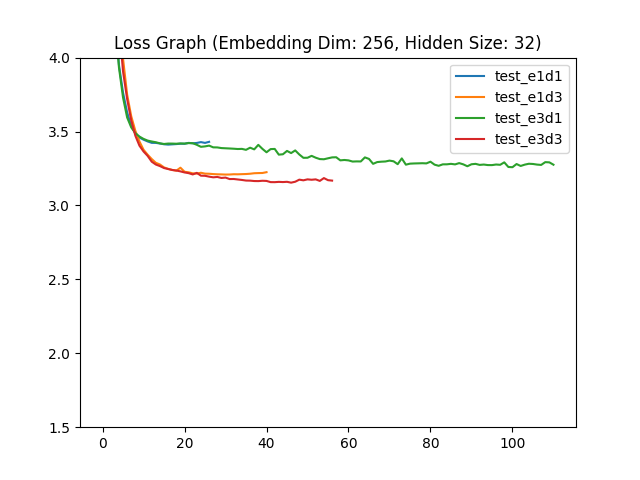 Loss Graph (Embedding Dim: 256, Hidden Size: 32)
4.0
3.5
3.0
2.5
2.0
1.5
0
20
40
60
80
100
test_e1d1
test_e1d3
test_e3d1
test_e3d3